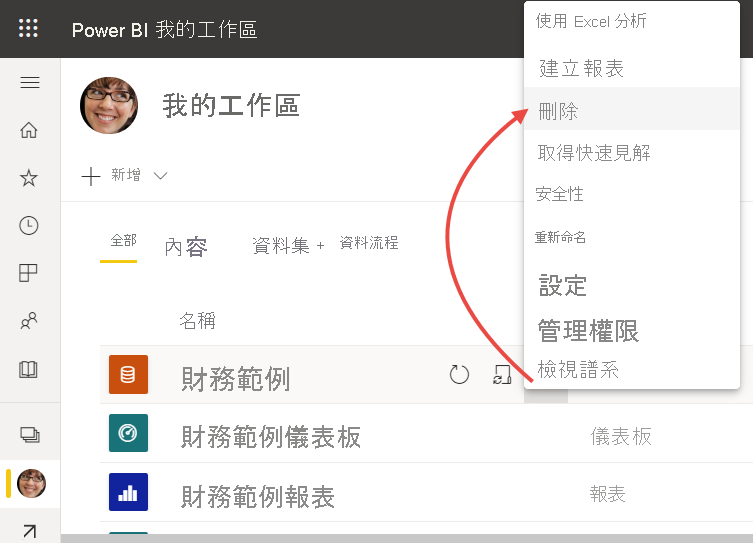 Power BI 我的工作區
使用 Excel 分析
建立報表
刪除
取得快速見解
安全性
重新命名
設定
管理權限
檢視譜系
我的工作區
新增
全部 內容 資料集 + 資料流程
名稱
財務範例
財務範例儀表板 儀表板
財務範例報表 報表